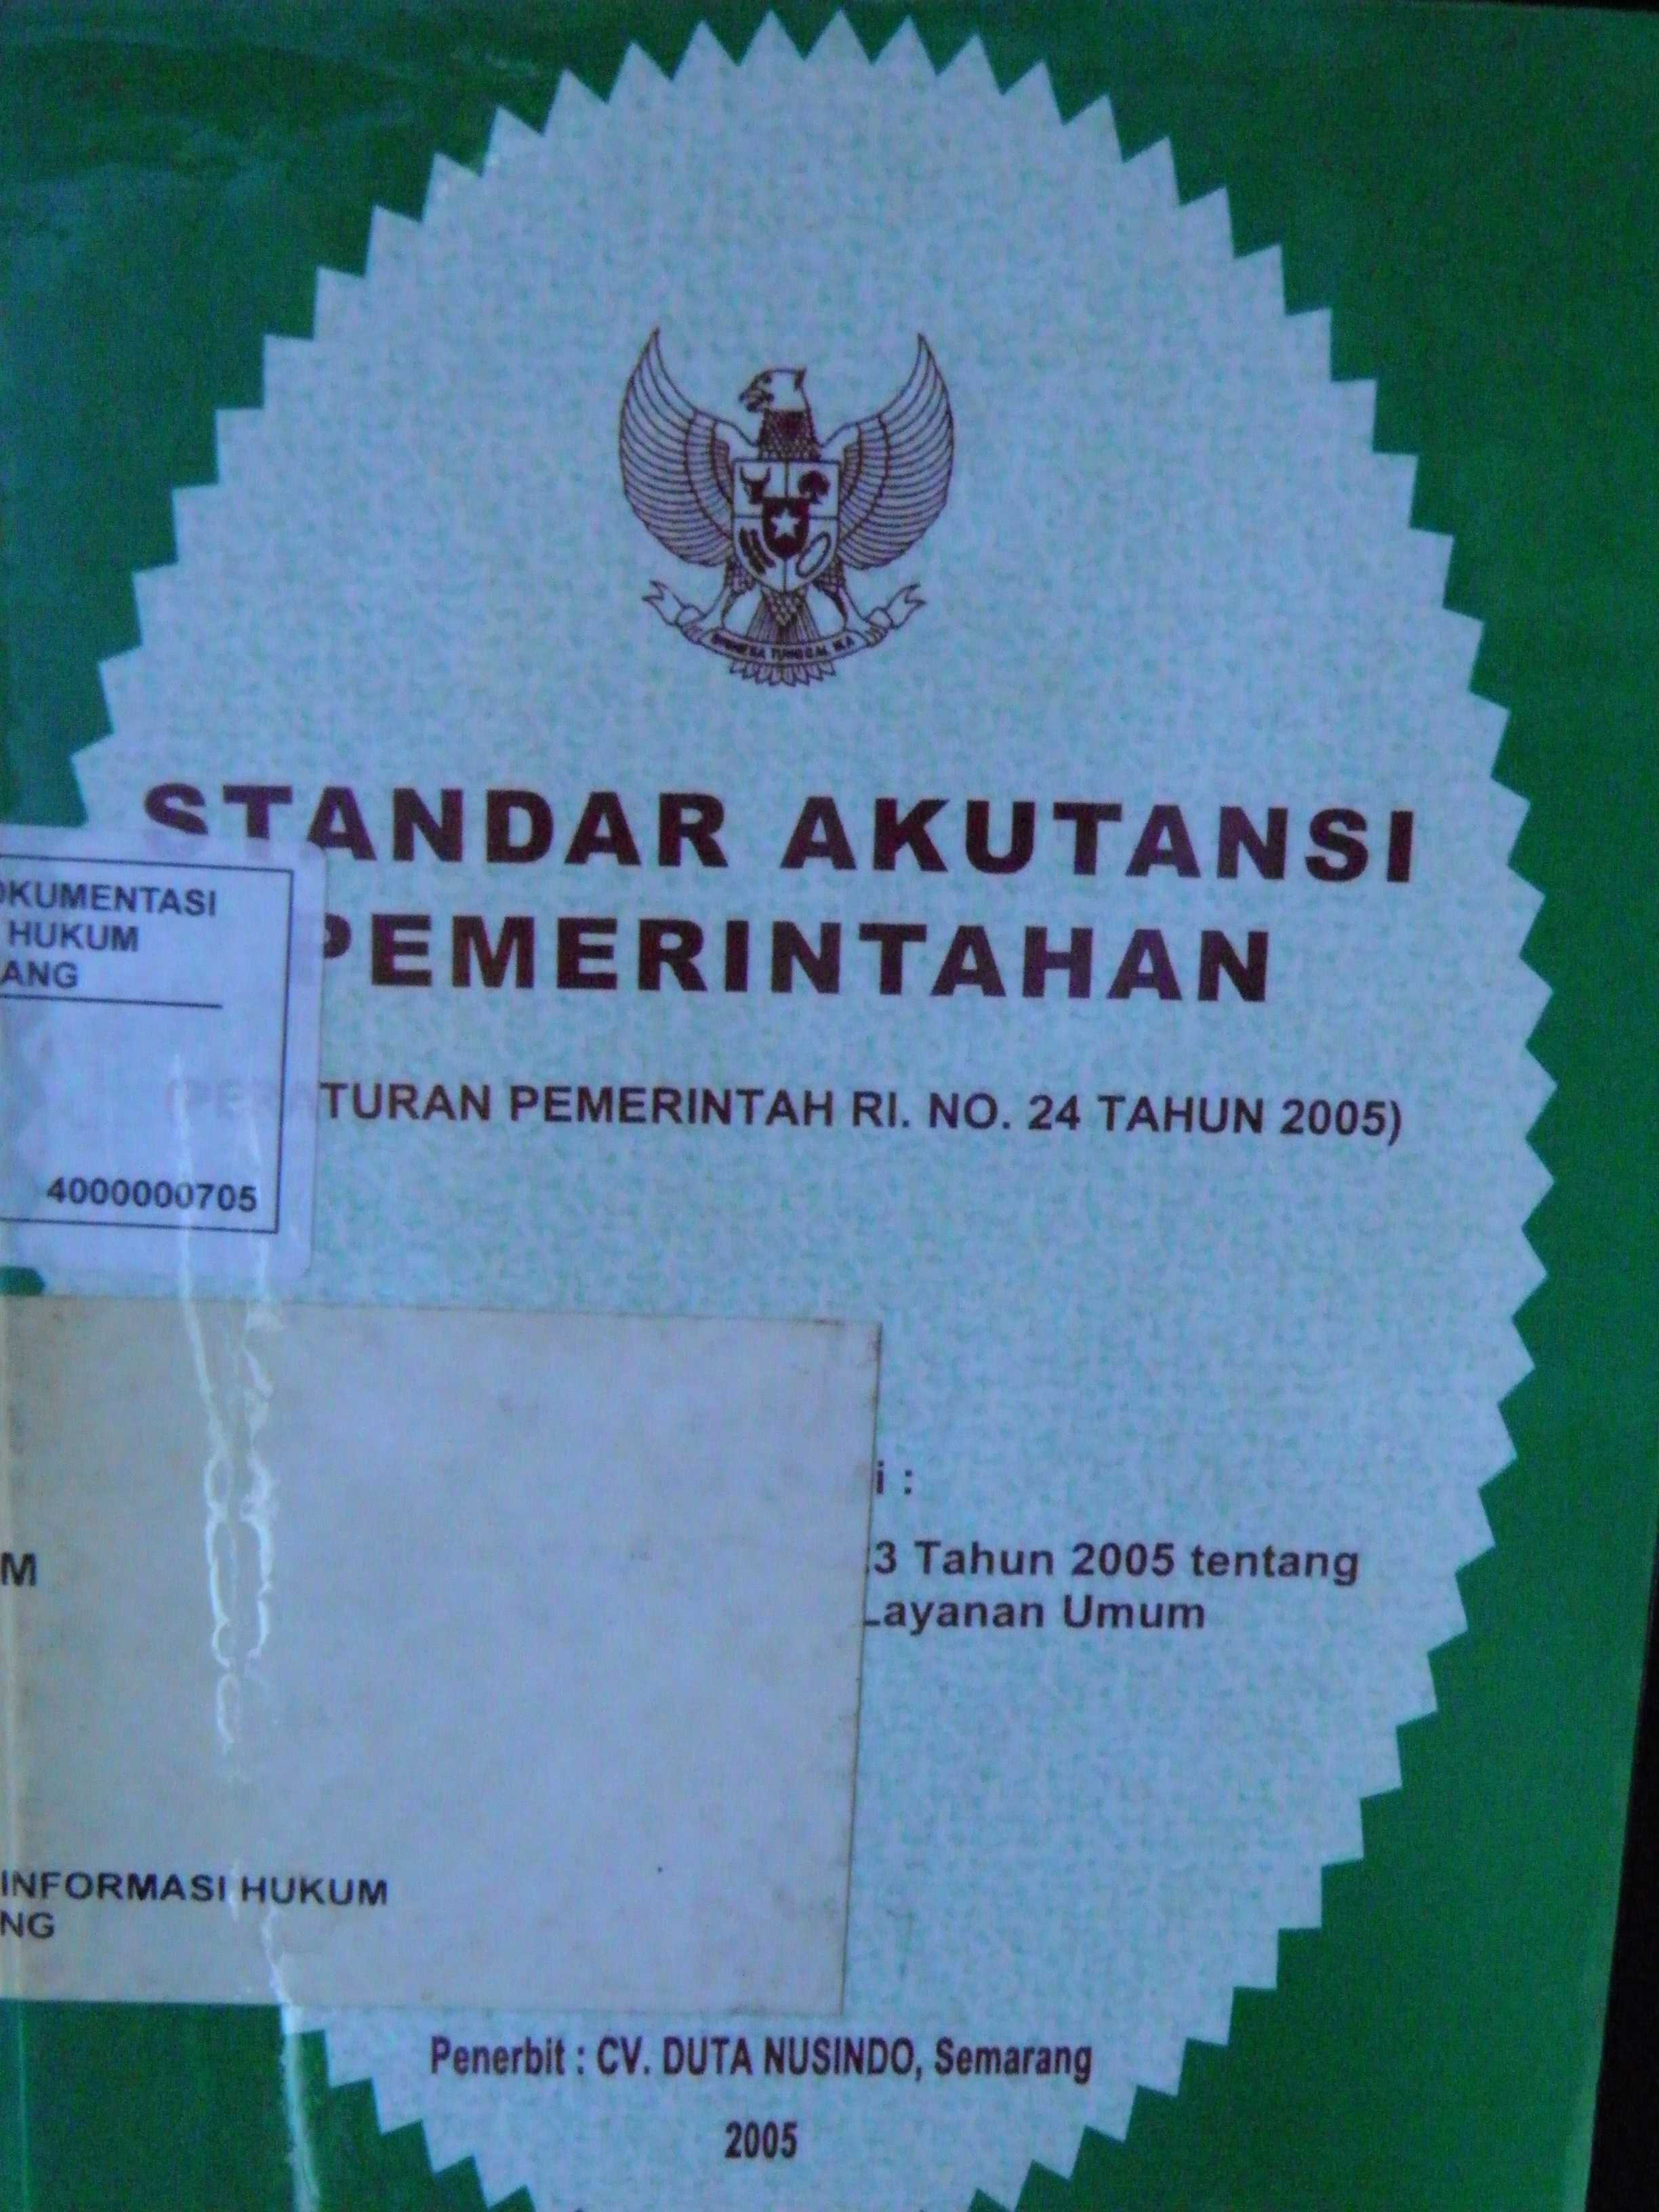 BHINNEKA TUNGGAL IKA
STANDAR AKUTANSI
PEMERINTAHAN
OKUMENTASI
HUKUM
ANG
TURAN PEMERINTAH RI. NO. 24 TAHUN 2005)
4000000705
i :
3 Tahun 2005 tentang
Layanan Umum
M
INFORMASI HUKUM
NG
Penerbit : CV. DUTA NUSINDO, Semarang
2005